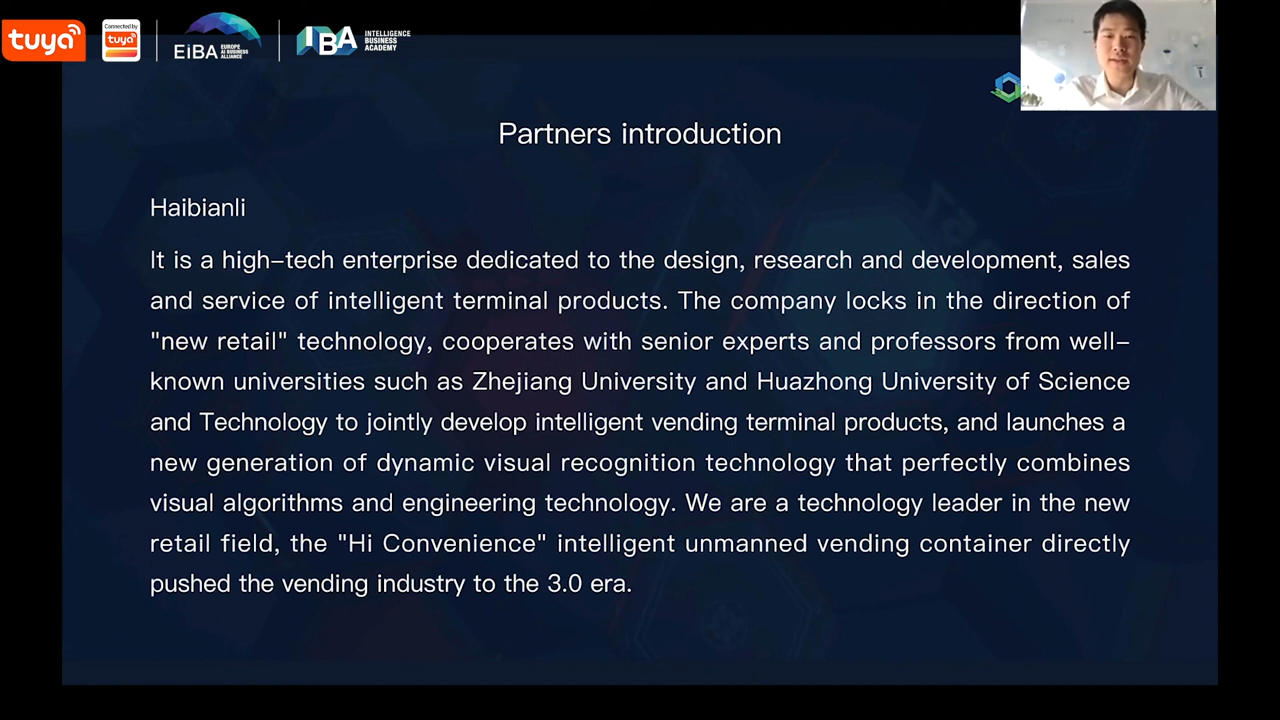 tuya
Connected by
tuya
EiBA EUROPE
AI BUSINESS
ALLIANCE
IBA INTELLIGENCE
BUSINESS
ACADEMY
Partners introduction
Haibianli
It is a high-tech enterprise dedicated to the design, research and development, sales
and service of intelligent terminal products. The company locks in the direction of
"new retail" technology, cooperates with senior experts and professors from well-
known universities such as Zhejiang University and Huazhong University of Science
and Technology to jointly develop intelligent vending terminal products, and launches a
new generation of dynamic visual recognition technology that perfectly combines
visual algorithms and engineering technology. We are a technology leader in the new
retail field, the "Hi Convenience" intelligent unmanned vending container directly
pushed the vending industry to the 3.0 era.